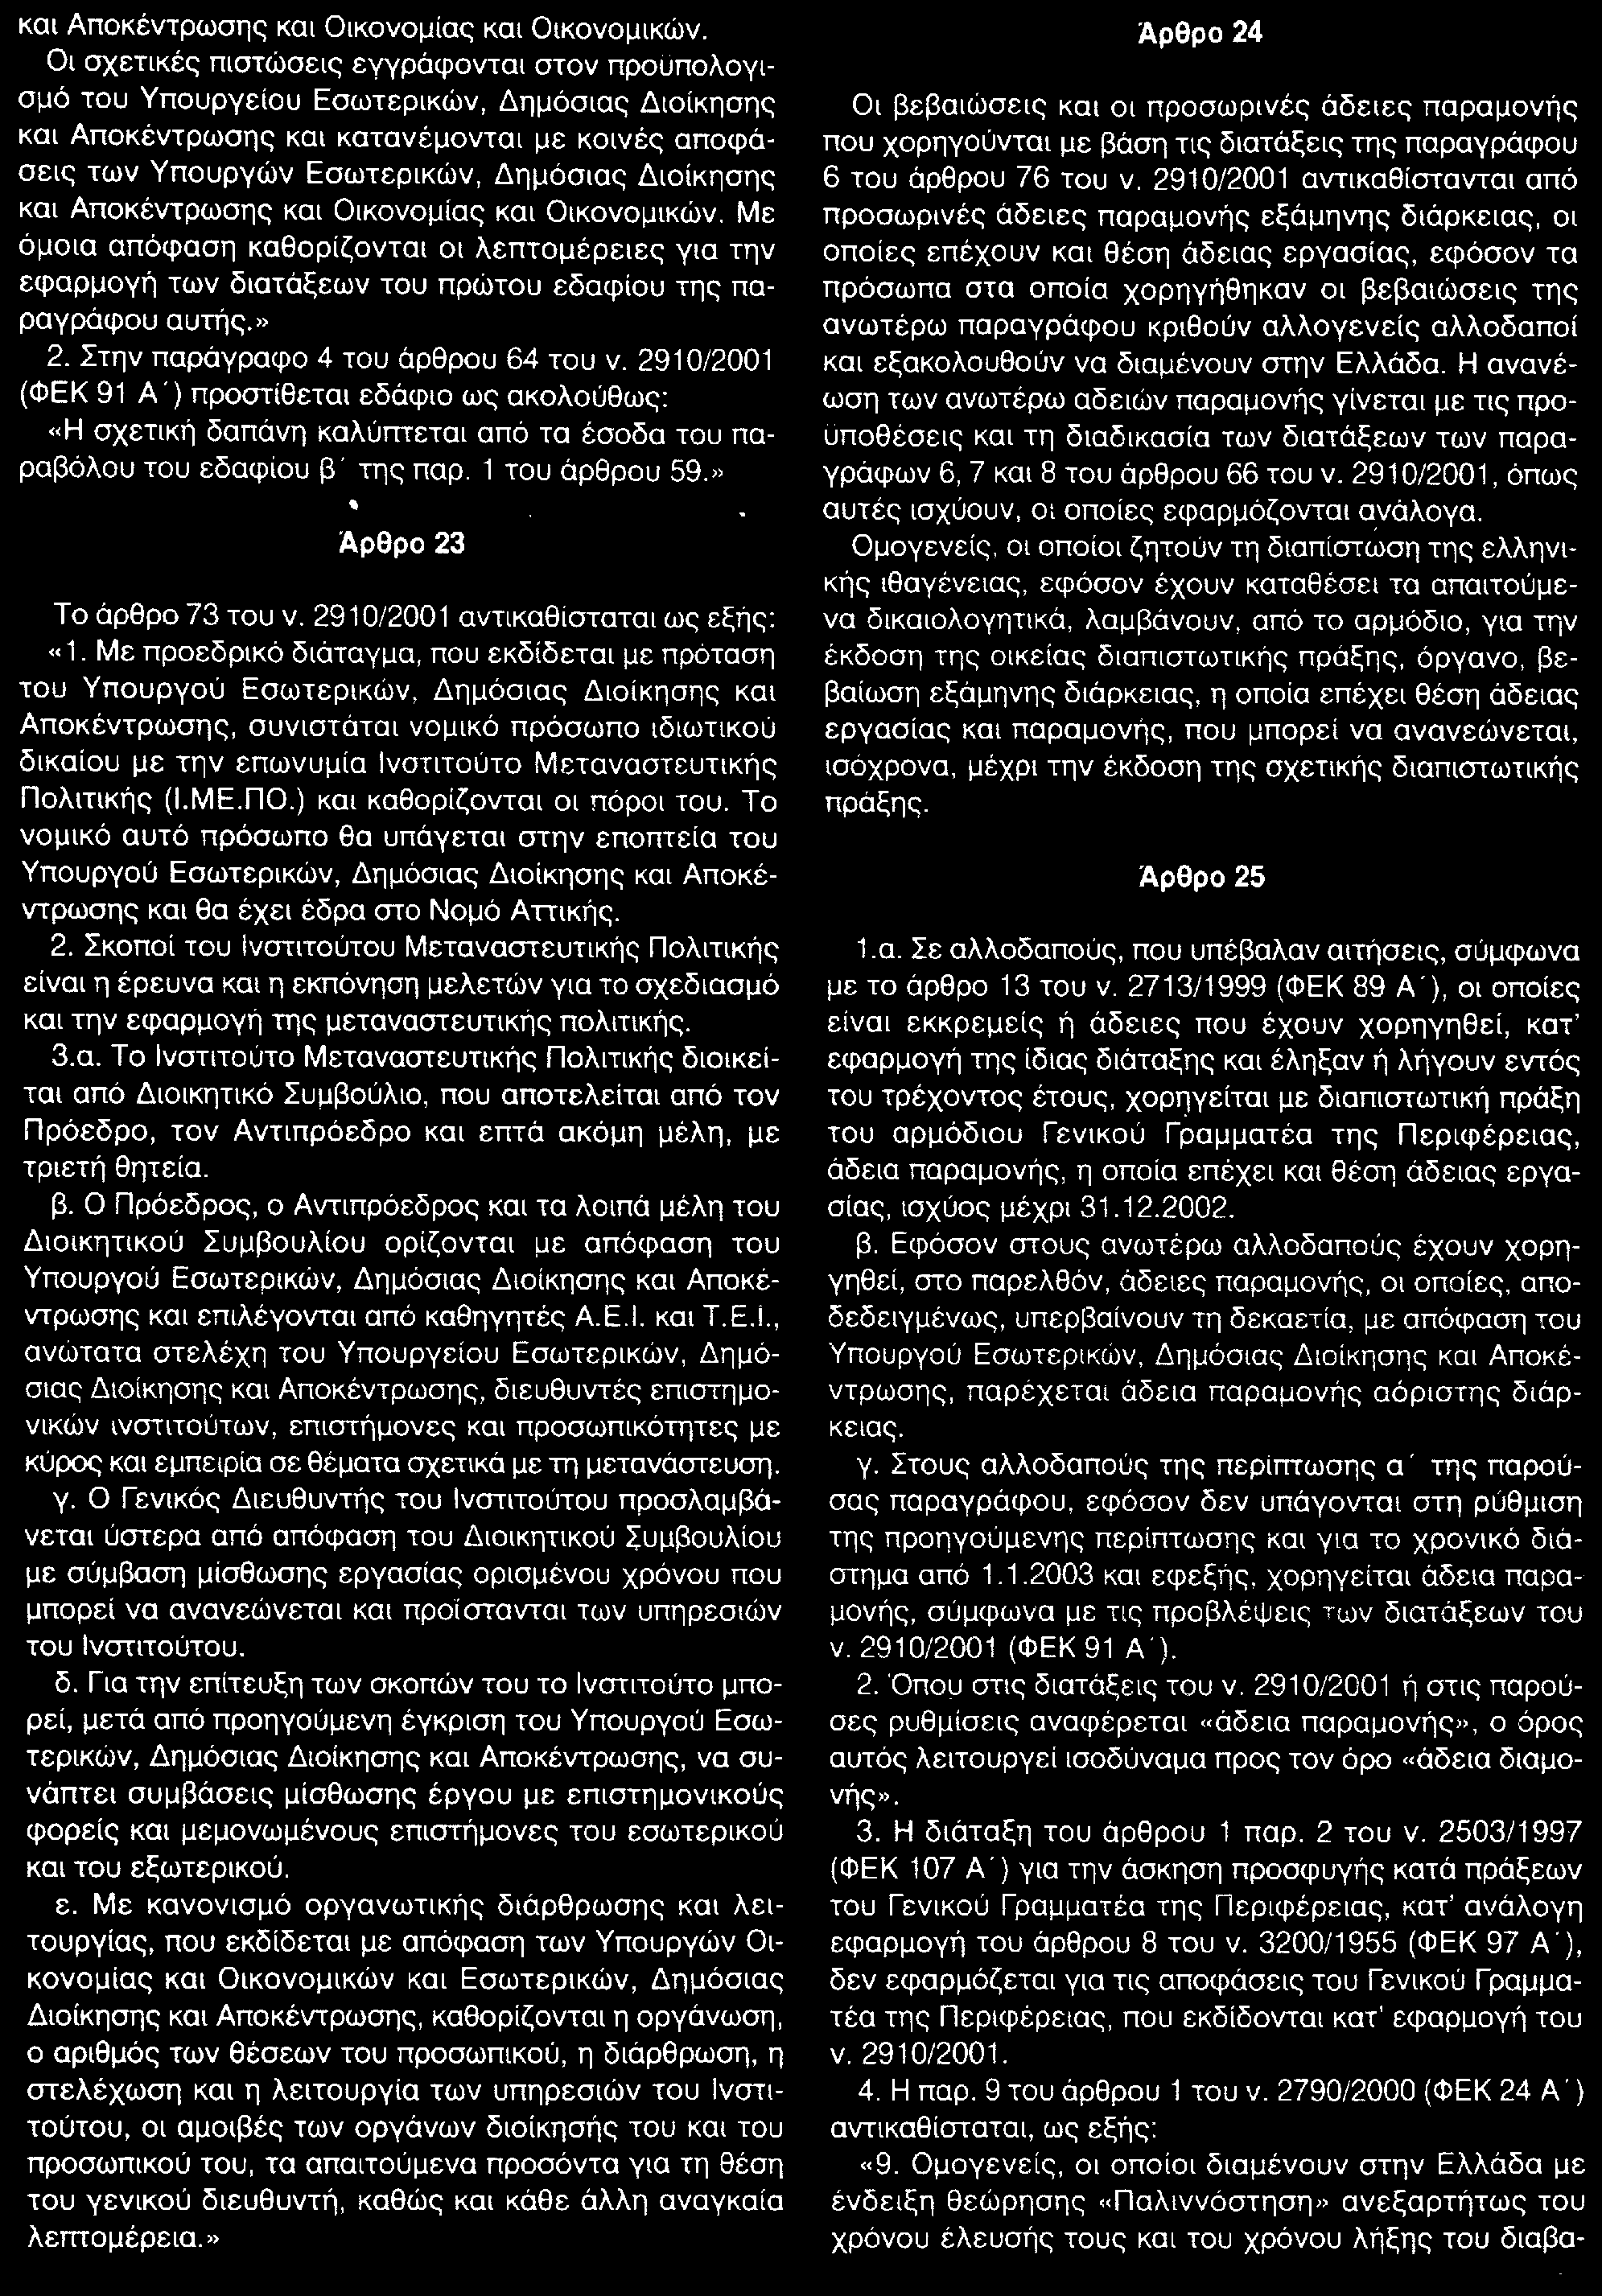 και Αποκέντρωσης και Οικονομίας και Οικονομικών.
Οι σχετικές πιστώσεις εγγράφονται στον προϋπολογι-
σμό του Υπουργείου Εσωτερικών, Δημόσιας Διοίκησης
και Αποκέντρωσης και κατανέμονται με κοινές αποφά-
σεις των Υπουργών Εσωτερικών, Δημόσιας Διοίκησης
και Αποκέντρωσης και Οικονομίας και Οικονομικών. Με
όμοια απόφαση καθορίζονται οι λεπτομέρειες για την
εφαρμογή των διατάξεων του πρώτου εδαφίου της πα-
ραγράφου αυτής.»
2. Στην παράγραφο 4 του άρθρου 64 του ν. 2910/2001
(ΦΕΚ 91 Α΄) προστίθεται εδάφιο ως ακολούθως:
«Η σχετική δαπάνη καλύπτεται από τα έσοδα του πα-
ραβόλου του εδαφίου β΄ της παρ. 1 του άρθρου 59.»
Άρθρο 23
Το άρθρο 73 του ν. 2910/2001 αντικαθίσταται ως εξής:
«1. Με προεδρικό διάταγμα, που εκδίδεται με πρόταση
του Υπουργού Εσωτερικών, Δημόσιας Διοίκησης και
Αποκέντρωσης, συνιστάται νομικό πρόσωπο ιδιωτικού
δικαίου με την επωνυμία Ινστιτούτο Μεταναστευτικής
Πολιτικής (Ι.ΜΕ.ΠΟ.) και καθορίζονται οι πόροι του. Το
νομικό αυτό πρόσωπο θα υπάγεται στην εποπτεία του
Υπουργού Εσωτερικών, Δημόσιας Διοίκησης και Αποκέ-
ντρωσης και θα έχει έδρα στο Νομό Αττικής.
2. Σκοποί του Ινστιτούτου Μεταναστευτικής Πολιτικής
είναι η έρευνα και η εκπόνηση μελετών για το σχεδιασμό
και την εφαρμογή της μεταναστευτικής πολιτικής.
3.α. Το Ινστιτούτο Μεταναστευτικής Πολιτικής διοικεί-
ται από Διοικητικό Συμβούλιο, που αποτελείται από τον
Πρόεδρο, τον Αντιπρόεδρο και επτά ακόμη μέλη, με
τριετή θητεία.
β. Ο Πρόεδρος, ο Αντιπρόεδρος και τα λοιπά μέλη του
Διοικητικού Συμβουλίου ορίζονται με απόφαση του
Υπουργού Εσωτερικών, Δημόσιας Διοίκησης και Αποκέ-
ντρωσης και επιλέγονται από καθηγητές Α.Ε.Ι. και Τ.Ε.Ι.,
ανώτατα στελέχη του Υπουργείου Εσωτερικών, Δημό-
σιας Διοίκησης και Αποκέντρωσης, διευθυντές επιστημο-
νικών ινστιτούτων, επιστήμονες και προσωπικότητες με
κύρος και εμπειρία σε θέματα σχετικά με τη μετανάστευση.
γ. Ο Γενικός Διευθυντής του Ινστιτούτου προσλαμβά-
νεται ύστερα από απόφαση του Διοικητικού Συμβουλίου
με σύμβαση μίσθωσης εργασίας ορισμένου χρόνου που
μπορεί να ανανεώνεται και προΐστανται των υπηρεσιών
του Ινστιτούτου.
δ. Για την επίτευξη των σκοπών του το Ινστιτούτο μπο-
ρεί, μετά από προηγούμενη έγκριση του Υπουργού Εσω-
τερικών, Δημόσιας Διοίκησης και Αποκέντρωσης, να συ-
νάπτει συμβάσεις μίσθωσης έργου με επιστημονικούς
φορείς και μεμονωμένους επιστήμονες του εσωτερικού
και του εξωτερικού.
ε. Με κανονισμό οργανωτικής διάρθρωσης και λει-
τουργίας, που εκδίδεται με απόφαση των Υπουργών Οι-
κονομίας και Οικονομικών και Εσωτερικών, Δημόσιας
Διοίκησης και Αποκέντρωσης, καθορίζονται η οργάνωση,
ο αριθμός των θέσεων του προσωπικού, η διάρθρωση, η
στελέχωση και η λειτουργία των υπηρεσιών του Ινστι-
τούτου, οι αμοιβές των οργάνων διοίκησής του και του
προσωπικού του, τα απαιτούμενα προσόντα για τη θέση
του γενικού διευθυντή, καθώς και κάθε άλλη αναγκαία
λεπτομέρεια.»
Άρθρο 24
Οι βεβαιώσεις και οι προσωρινές άδειες παραμονής
που χορηγούνται με βάση τις διατάξεις της παραγράφου
6 του άρθρου 76 του ν. 2910/2001 αντικαθίστανται από
προσωρινές άδειες παραμονής εξάμηνης διάρκειας, οι
οποίες επέχουν και θέση άδειας εργασίας, εφόσον τα
πρόσωπα στα οποία χορηγήθηκαν οι βεβαιώσεις της
ανωτέρω παραγράφου κριθούν αλλογενείς αλλοδαποί
και εξακολουθούν να διαμένουν στην Ελλάδα. Η ανανέ-
ωση των ανωτέρω αδειών παραμονής γίνεται με τις προ-
ϋποθέσεις και τη διαδικασία των διατάξεων των παρα-
γράφων 6, 7 και 8 του άρθρου 66 του ν. 2910/2001, όπως
αυτές ισχύουν, οι οποίες εφαρμόζονται ανάλογα.
Ομογενείς, οι οποίοι ζητούν τη διαπίστωση της ελληνι-
κής ιθαγένειας, εφόσον έχουν καταθέσει τα απαιτούμε-
να δικαιολογητικά, λαμβάνουν, από το αρμόδιο, για την
έκδοση της οικείας διαπιστωτικής πράξης, όργανο, βε-
βαίωση εξάμηνης διάρκειας, η οποία επέχει θέση άδειας
εργασίας και παραμονής, που μπορεί να ανανεώνεται,
ισόχρονα, μέχρι την έκδοση της σχετικής διαπιστωτικής
πράξης.
Άρθρο 25
1.α. Σε αλλοδαπούς, που υπέβαλαν αιτήσεις, σύμφωνα
με το άρθρο 13 του ν. 2713/1999 (ΦΕΚ 89 Α΄), οι οποίες
είναι εκκρεμείς ή άδειες που έχουν χορηγηθεί, κατ’
εφαρμογή της ίδιας διάταξης και έληξαν ή λήγουν εντός
του τρέχοντος έτους, χορηγείται με διαπιστωτική πράξη
του αρμόδιου Γενικού Γραμματέα της Περιφέρειας,
άδεια παραμονής, η οποία επέχει και θέση άδειας εργα-
σίας, ισχύος μέχρι 31.12.2002.
β. Εφόσον στους ανωτέρω αλλοδαπούς έχουν χορη-
γηθεί, στο παρελθόν, άδειες παραμονής, οι οποίες, απο-
δεδειγμένως, υπερβαίνουν τη δεκαετία, με απόφαση του
Υπουργού Εσωτερικών, Δημόσιας Διοίκησης και Αποκέ-
ντρωσης, παρέχεται άδεια παραμονής αόριστης διάρ-
κειας.
γ. Στους αλλοδαπούς της περίπτωσης α΄ της παρού-
σας παραγράφου, εφόσον δεν υπάγονται στη ρύθμιση
της προηγούμενης περίπτωσης και για το χρονικό διά-
στημα από 1.1.2003 και εφεξής, χορηγείται άδεια παρα-
μονής, σύμφωνα με τις προβλέψεις των διατάξεων του
ν. 2910/2001 (ΦΕΚ 91 Α΄).
2. Όπου στις διατάξεις του ν. 2910/2001 ή στις παρού-
σες ρυθμίσεις αναφέρεται «άδεια παραμονής», ο όρος
αυτός λειτουργεί ισοδύναμα προς τον όρο «άδεια διαμο-
νής».
3. Η διάταξη του άρθρου 1 παρ. 2 του ν. 2503/1997
(ΦΕΚ 107 Α΄) για την άσκηση προσφυγής κατά πράξεων
του Γενικού Γραμματέα της Περιφέρειας, κατ’ ανάλογη
εφαρμογή του άρθρου 8 του ν. 3200/1955 (ΦΕΚ 97 Α΄),
δεν εφαρμόζεται για τις αποφάσεις του Γενικού Γραμμα-
τέα της Περιφέρειας, που εκδίδονται κατ’ εφαρμογή του
ν. 2910/2001.
4. Η παρ. 9 του άρθρου 1 του ν. 2790/2000 (ΦΕΚ 24 Α΄)
αντικαθίσταται, ως εξής:
«9. Ομογενείς, οι οποίοι διαμένουν στην Ελλάδα με
ένδειξη θεώρησης «Παλιννόστηση» ανεξαρτήτως του
χρόνου έλευσής τους και του χρόνου λήξης του διαβα-